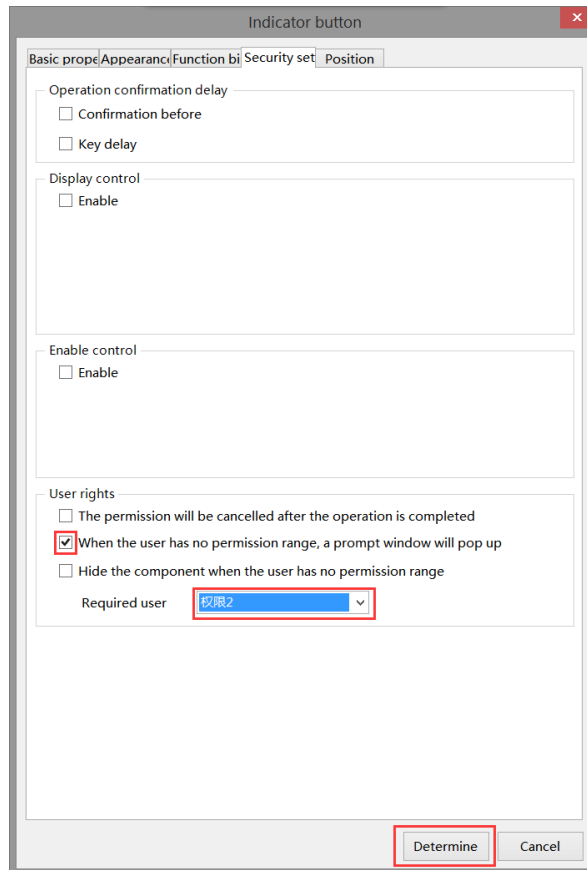 Indicator button
Basic prope Appearanc Function bi Security set Position
Operation confirmation delay
Confirmation before
Key delay
Display control
Enable
Enable control
Enable
User rights
The permission will be cancelled after the operation is completed
When the user has no permission range, a prompt window will pop up
Hide the component when the user has no permission range
Required user 权限2
Determine Cancel